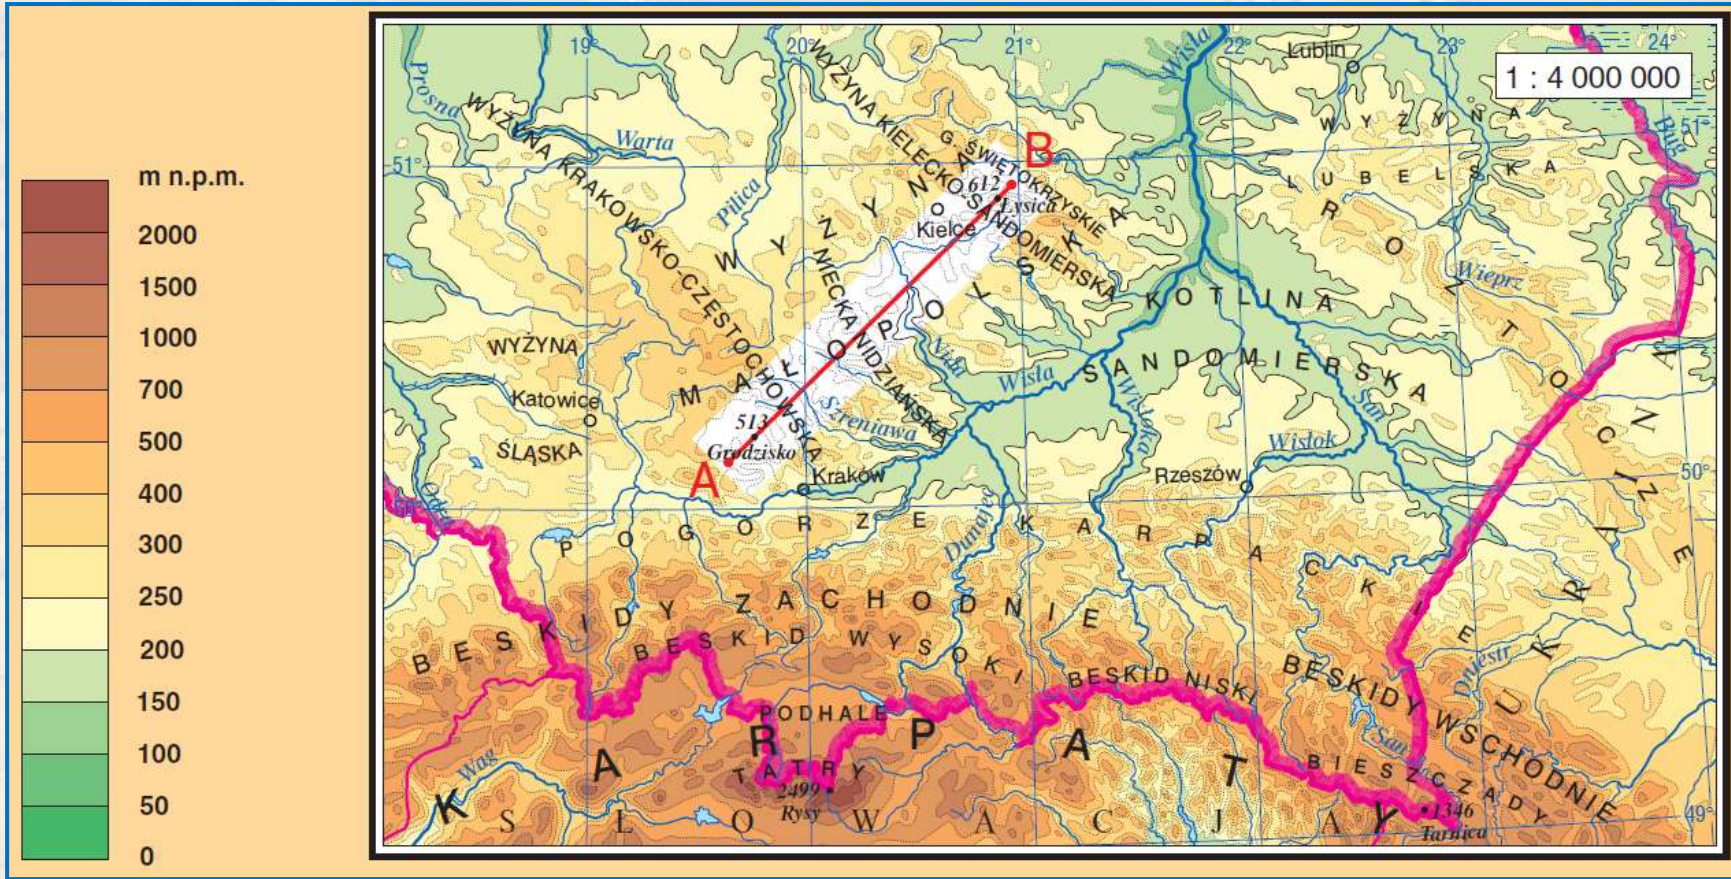 m n.p.m.
2000
1500
1000
700
500
400
300
250
200
150
100
50
0
1 : 4 000 000
19°
20°
21°
22°
23°
24°
51°
51°
50°
49°
Prosna
Warta
Pilica
Wisła
Lublin
Bug
WYŻYNA KRAKOWSKO-CZĘSTOCHOWSKA
WYŻYNA KIELECKO-SANDOMIERSKA
G. ŚWIĘTOKRZYSKIE
B
612
Łysica
Kielce
WYŻYNA LUBELSKA
ROZTOCZE
Wieprz
WYŻYNA MAŁOPOLSKA
NIECKA NIDZIAŃSKA
Nida
KOTLINA
SANDOMIERSKA
WYŻYNA
ŚLĄSKA
Katowice
513
Grodzisko
A
Szreniawa
Wisła
Wisłoka
San
Wisłok
Kraków
Rzeszów
Odra
Dunajec
POGÓRZE KARPACKIE
BESKIDY ZACHODNIE
BESKID WYSOKI
BESKID NISKI
BESKIDY WSCHODNIE
BIESZCZADY
PODHALE
TATRY
2499
Rysy
1346
Tarnica
San
Dniestr
Wag
KARPATY
SŁOWACJA
UKRAINA